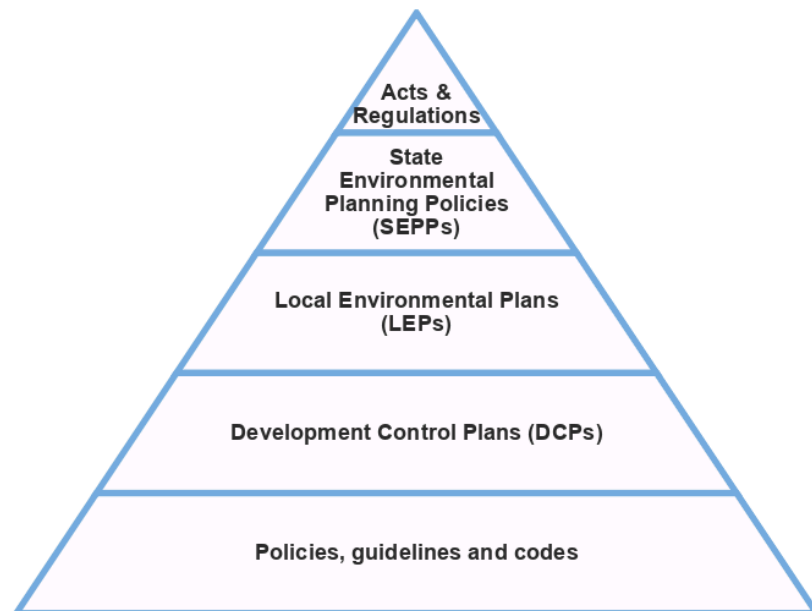 Acts &
Regulations
State
Environmental
Planning Policies
(SEPPs)
Local Environmental Plans
(LEPs)
Development Control Plans (DCPs)
Policies, guidelines and codes